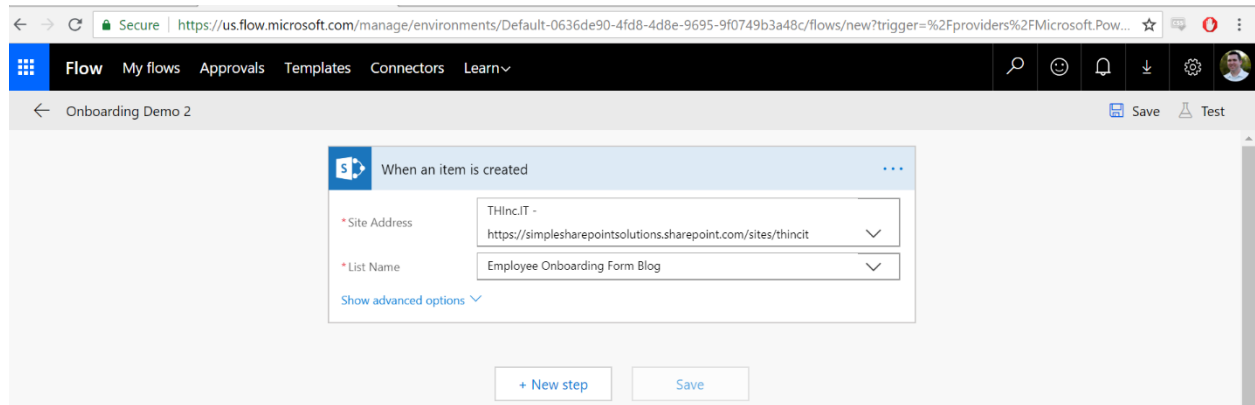 Secure | https://us.flow.microsoft.com/manage/environments/Default-0636de90-4fd8-4d8e-9695-9f0749b3a48c/flows/new?trigger=%2Fproviders%2FMicrosoft.Pow...
Flow My flows Approvals Templates Connectors Learn
Onboarding Demo 2 Save Test
S When an item is created
THInc.IT -
*Site Address
https://simplesharepointsolutions.sharepoint.com/sites/thincit
*List Name Employee Onboarding Form Blog
Show advanced options
+ New step Save